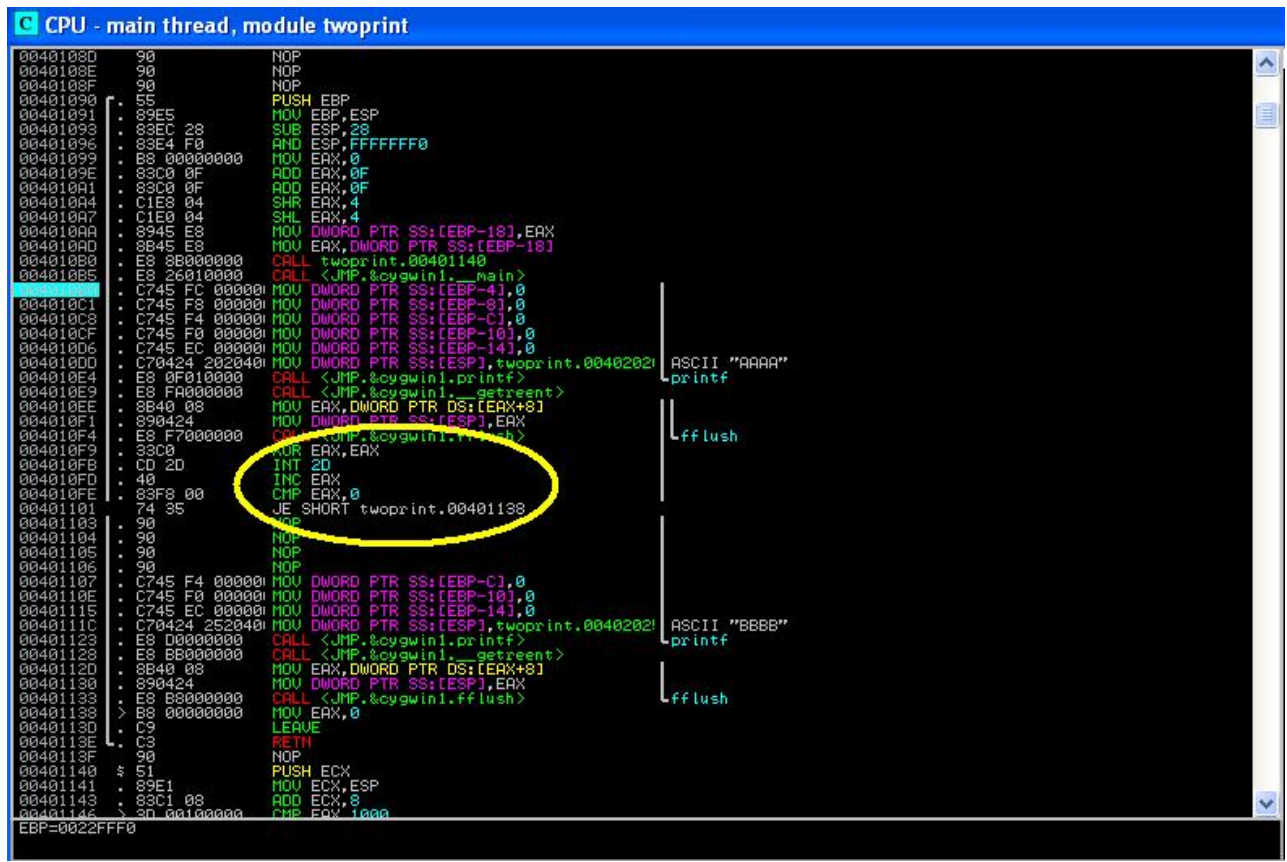 C CPU - main thread, module twoprint
0040108D 90 NOP
0040108E 90 NOP
0040108F 90 NOP
00401090 . 55 PUSH EBP
00401091 . 89E5 MOV EBP,ESP
00401093 . 83EC 28 SUB ESP,28
00401096 . 83E4 F0 AND ESP,FFFFFFF0
00401099 . B8 00000000 MOV EAX,0
0040109E . 83C0 0F ADD EAX,0F
004010A1 . 83C0 0F ADD EAX,0F
004010A4 . C1E8 04 SHR EAX,4
004010A7 . C1E0 04 SHL EAX,4
004010AA . 8945 E8 MOV DWORD PTR SS:[EBP-18],EAX
004010AD . 8B45 E8 MOV EAX,DWORD PTR SS:[EBP-18]
004010B0 . E8 8B000000 CALL twoprint.00401140
004010B5 . E8 26010000 CALL <JMP.&cygwin1.__main>
. C745 FC 00000 MOV DWORD PTR SS:[EBP-4],0
004010C1 . C745 F8 00000 MOV DWORD PTR SS:[EBP-8],0
004010C8 . C745 F4 00000 MOV DWORD PTR SS:[EBP-C],0
004010CF . C745 F0 00000 MOV DWORD PTR SS:[EBP-10],0
004010D6 . C745 EC 00000 MOV DWORD PTR SS:[EBP-14],0
004010DD . C70424 202040 MOV DWORD PTR SS:[ESP],twoprint.0040202 ASCII "AAAA"
004010E4 . E8 0F010000 CALL <JMP.&cygwin1.printf> printf
004010E9 . E8 FA000000 CALL <JMP.&cygwin1.__getreent>
004010EE . 8B40 08 MOV EAX,DWORD PTR DS:[EAX+8]
004010F1 . 890424 MOV DWORD PTR SS:[ESP],EAX
004010F4 . E8 F7000000 CALL <JMP.&cygwin1.fflush> fflush
004010F9 . 33C0 XOR EAX,EAX
004010FB . CD 2D INT 2D
004010FD . 40 INC EAX
004010FE . 83F8 00 CMP EAX,0
00401101 74 35 JE SHORT twoprint.00401138
00401103 . 90 NOP
00401104 . 90 NOP
00401105 . 90 NOP
00401106 . 90 NOP
00401107 . C745 F4 00000 MOV DWORD PTR SS:[EBP-C],0
0040110E . C745 F0 00000 MOV DWORD PTR SS:[EBP-10],0
00401115 . C745 EC 00000 MOV DWORD PTR SS:[EBP-14],0
0040111C . C70424 252040 MOV DWORD PTR SS:[ESP],twoprint.0040202 ASCII "BBBB"
00401123 . E8 D0000000 CALL <JMP.&cygwin1.printf> printf
00401128 . E8 BB000000 CALL <JMP.&cygwin1.__getreent>
0040112D . 8B40 08 MOV EAX,DWORD PTR DS:[EAX+8]
00401130 . 890424 MOV DWORD PTR SS:[ESP],EAX
00401133 . E8 B8000000 CALL <JMP.&cygwin1.fflush> fflush
00401138 > B8 00000000 MOV EAX,0
0040113D . C9 LEAVE
0040113E . C3 RETN
0040113F 90 NOP
00401140 $ 51 PUSH ECX
00401141 . 89E1 MOV ECX,ESP
00401143 . 83C1 08 ADD ECX,8
00401146 > 3D 00100000 CMP EAX,1000
EBP=0022FFF0